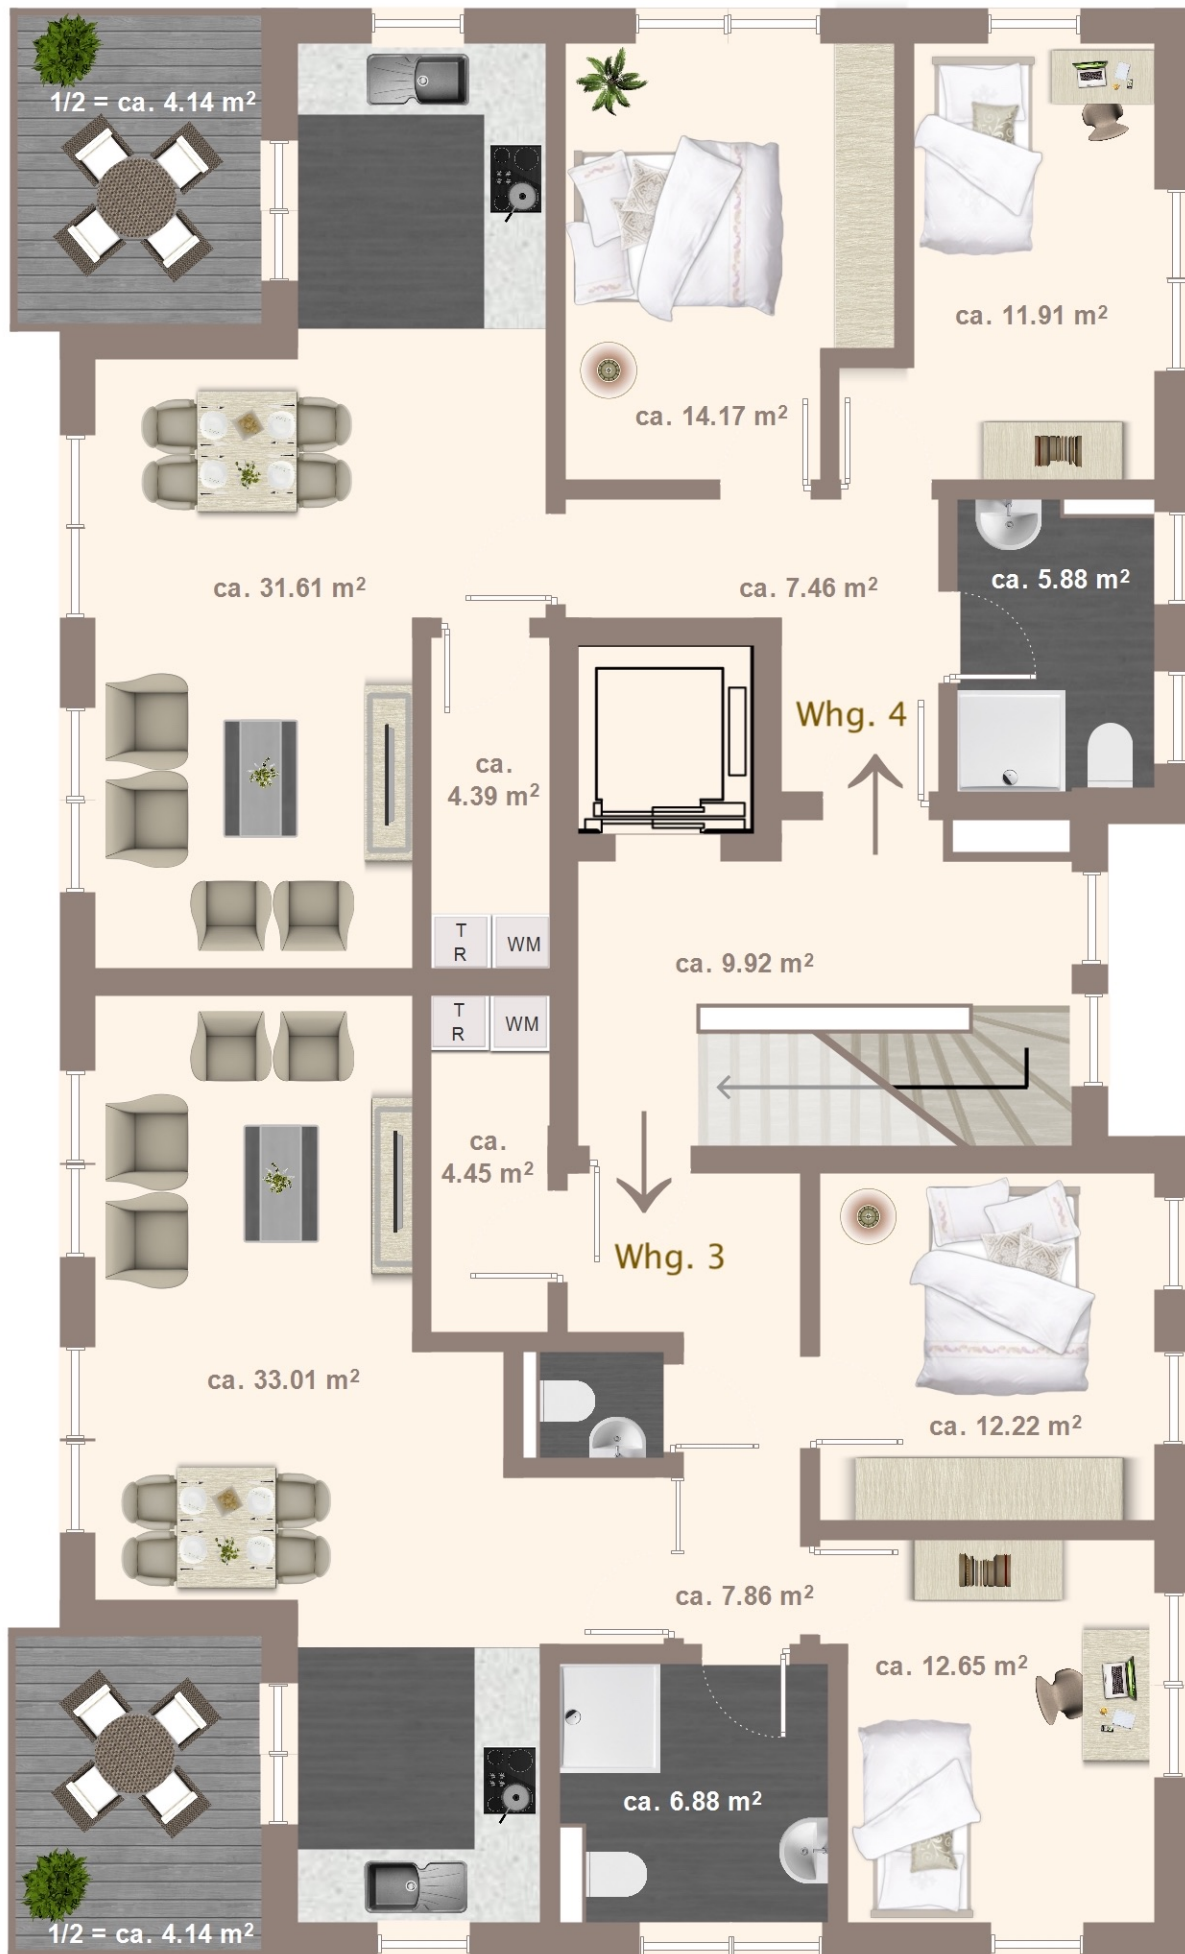 1/2 = ca. 4.14 m²
ca. 11.91 m²
ca. 14.17 m²
ca. 31.61 m²
ca. 7.46 m²
ca. 5.88 m²
Whg. 4
ca.
4.39 m²
T
R
WM
ca. 9.92 m²
T
R
WM
ca.
4.45 m²
Whg. 3
ca. 33.01 m²
ca. 12.22 m²
ca. 7.86 m²
ca. 12.65 m²
ca. 6.88 m²
1/2 = ca. 4.14 m²